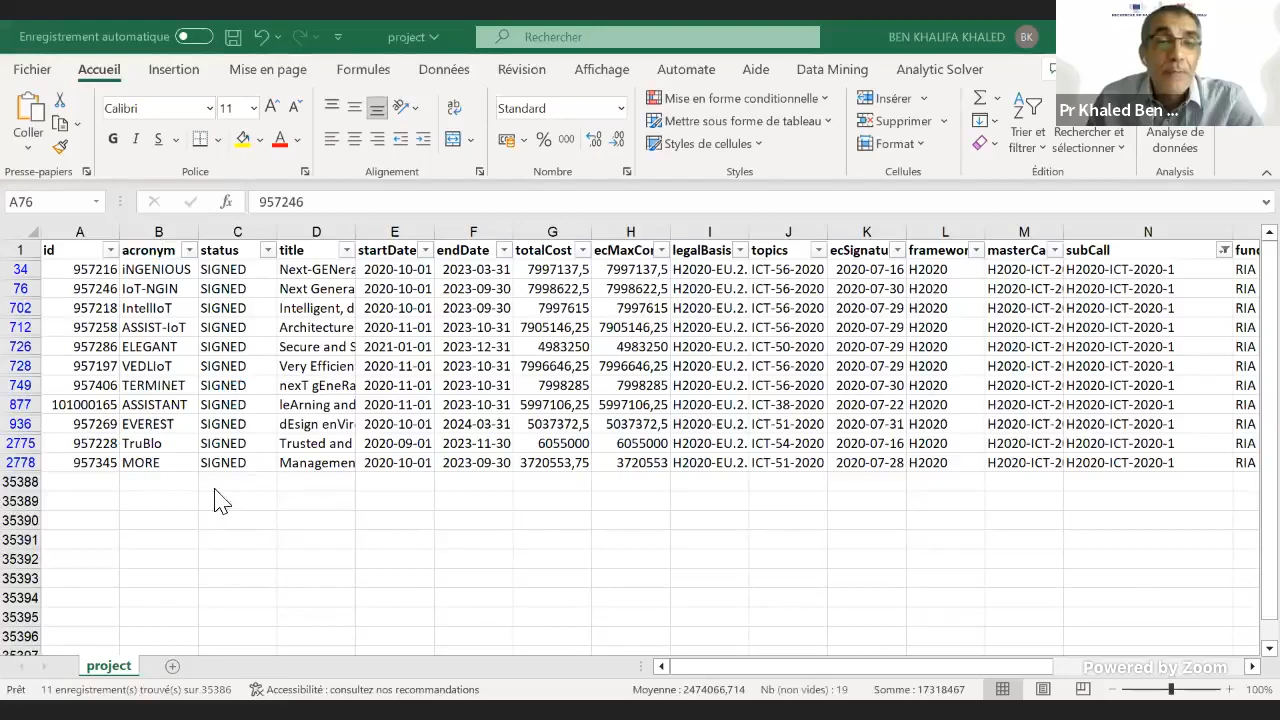 Enregistrement automatique project Rechercher BEN KHALIFA KHALED BK
Fichier Accueil Insertion Mise en page Formules Données Révision Affichage Automate Aide Data Mining Analytic Solver
Pr Khaled Ben ...
Coller Calibri 11 Standard Mise en forme conditionnelle Insérer
Mettre sous forme de tableau Supprimer
Trier et filtrer Rechercher et sélectionner Analyse de données
G I S % 000 Styles de cellules Format
Presse-papiers Police Alignement Nombre Styles Cellules Édition Analysis
A76 fx 957246
A B C D E F G H I J K L M N
1 id acronym status title startDate endDate totalCost ecMaxCor legalBasis topics ecSignatu framewor masterCa subCall fund
34 957216 iNGENIOUS SIGNED Next-GENera 2020-10-01 2023-03-31 7997137,5 7997137,5 H2020-EU.2. ICT-56-2020 2020-07-16 H2020 H2020-ICT-20 H2020-ICT-2020-1 RIA
76 957246 IoT-NGIN SIGNED Next Genera 2020-10-01 2023-09-30 7998622,5 7998622,5 H2020-EU.2. ICT-56-2020 2020-07-30 H2020 H2020-ICT-20 H2020-ICT-2020-1 RIA
702 957218 IntellIoT SIGNED Intelligent, d 2020-10-01 2023-09-30 7997615 7997615 H2020-EU.2. ICT-56-2020 2020-07-29 H2020 H2020-ICT-20 H2020-ICT-2020-1 RIA
712 957258 ASSIST-IoT SIGNED Architecture 2020-11-01 2023-10-31 7905146,25 7905146,25 H2020-EU.2. ICT-56-2020 2020-07-29 H2020 H2020-ICT-20 H2020-ICT-2020-1 RIA
726 957286 ELEGANT SIGNED Secure and S 2021-01-01 2023-12-31 4983250 4983250 H2020-EU.2. ICT-50-2020 2020-07-29 H2020 H2020-ICT-20 H2020-ICT-2020-1 RIA
728 957197 VEDLIoT SIGNED Very Efficien 2020-11-01 2023-10-31 7996646,25 7996646,25 H2020-EU.2. ICT-56-2020 2020-07-29 H2020 H2020-ICT-20 H2020-ICT-2020-1 RIA
749 957406 TERMINET SIGNED nexT gEneRa 2020-11-01 2023-10-31 7998285 7998285 H2020-EU.2. ICT-56-2020 2020-07-30 H2020 H2020-ICT-20 H2020-ICT-2020-1 RIA
877 101000165 ASSISTANT SIGNED leArning and 2020-11-01 2023-10-31 5997106,25 5997106,25 H2020-EU.2. ICT-38-2020 2020-07-22 H2020 H2020-ICT-20 H2020-ICT-2020-1 RIA
936 957269 EVEREST SIGNED dEsign enVir 2020-10-01 2024-03-31 5037372,5 5037372,5 H2020-EU.2. ICT-51-2020 2020-07-31 H2020 H2020-ICT-20 H2020-ICT-2020-1 RIA
2775 957228 TruBlo SIGNED Trusted and 2020-09-01 2023-11-30 6055000 6055000 H2020-EU.2. ICT-54-2020 2020-07-16 H2020 H2020-ICT-20 H2020-ICT-2020-1 RIA
2778 957345 MORE SIGNED Managemen 2020-10-01 2023-09-30 3720553,75 3720553 H2020-EU.2. ICT-51-2020 2020-07-28 H2020 H2020-ICT-20 H2020-ICT-2020-1 RIA
35388
35389
35390
35391
35392
35393
35394
35395
35396
35397
project Powered by Zoom
Prêt 11 enregistrement(s) trouvé(s) sur 35386 Accessibilité : consultez nos recommandations Moyenne : 2474066,714 Nb (non vides) : 19 Somme : 17318467 100%